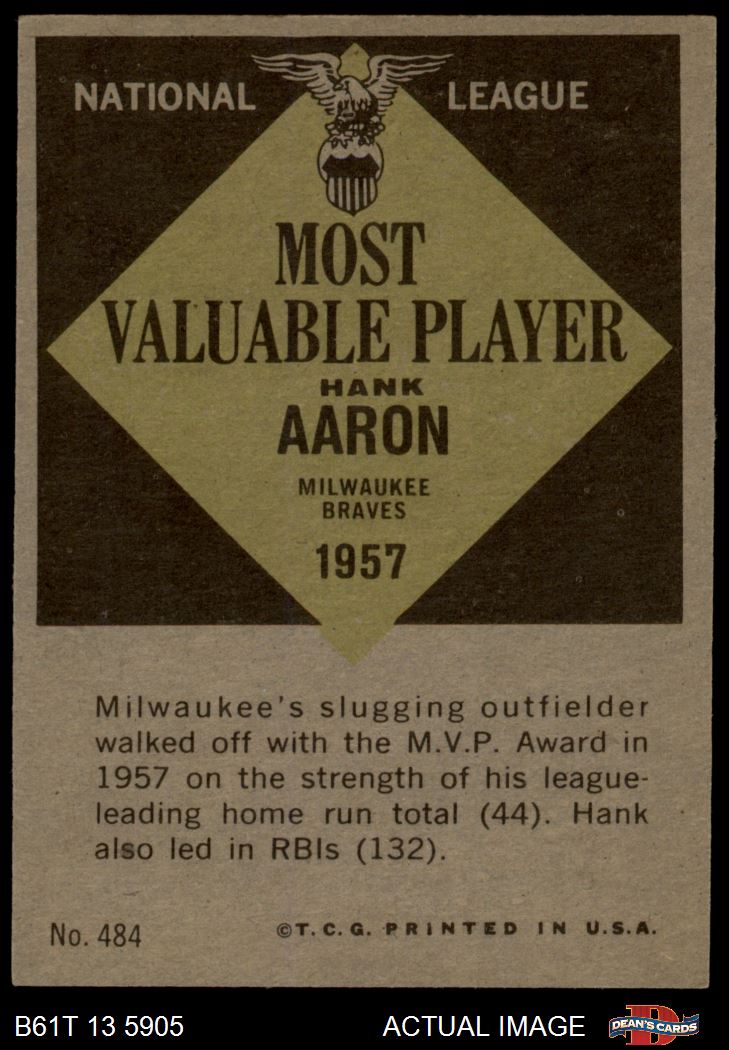 NATIONAL LEAGUE
MOST
VALUABLE PLAYER
HANK
AARON
MILWAUKEE
BRAVES
1957
Milwaukee's slugging outfielder
walked off with the M.V.P. Award in
1957 on the strength of his league-
leading home run total (44). Hank
also led in RBIs (132).
No. 484 ©T.C.G. PRINTED IN U.S.A.
B61T 13 5905 ACTUAL IMAGE D DEAN'S CARDS